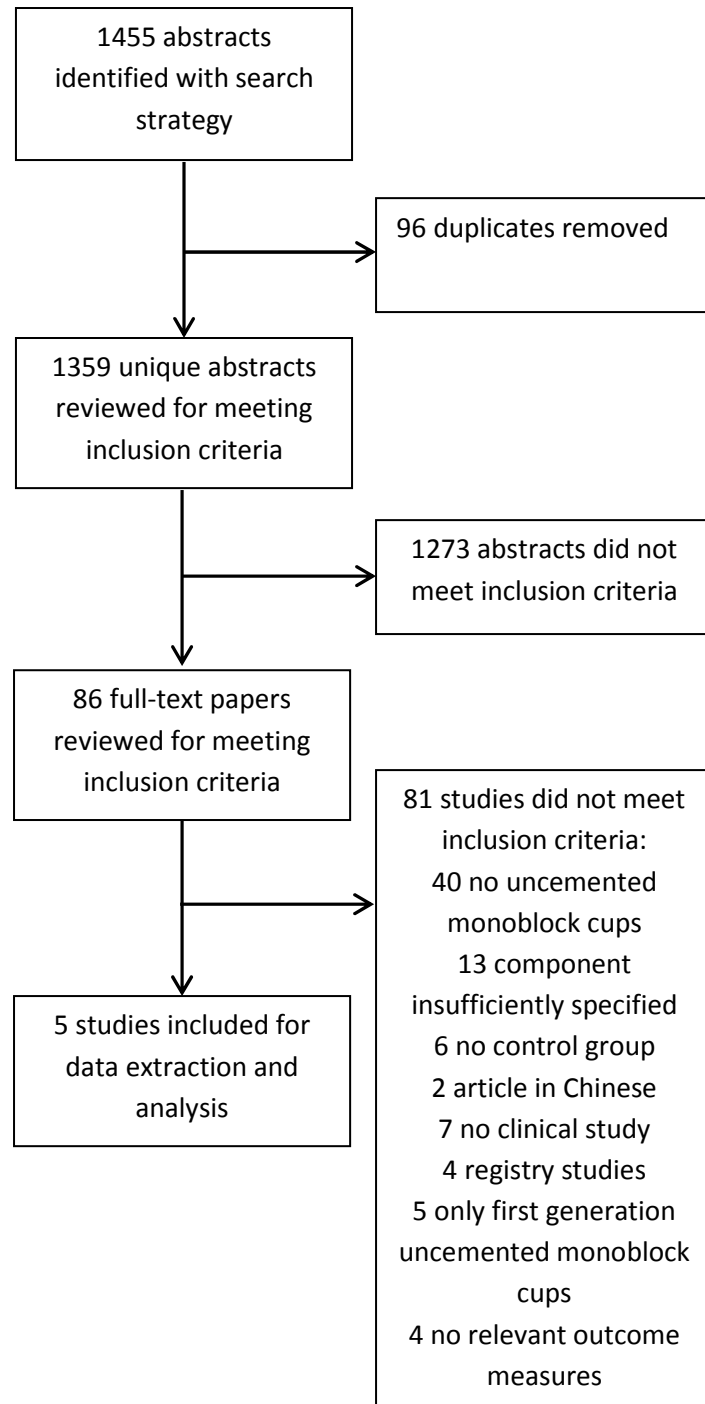 1455 abstracts
identified with search
strategy
96 duplicates removed
1359 unique abstracts
reviewed for meeting
inclusion criteria
1273 abstracts did not
meet inclusion criteria
86 full-text papers
reviewed for meeting
inclusion criteria
81 studies did not meet
inclusion criteria:
40 no uncemented
monoblock cups
13 component
insufficiently specified
6 no control group
2 article in Chinese
7 no clinical study
4 registry studies
5 only first generation
uncemented monoblock
cups
4 no relevant outcome
measures
5 studies included for
data extraction and
analysis